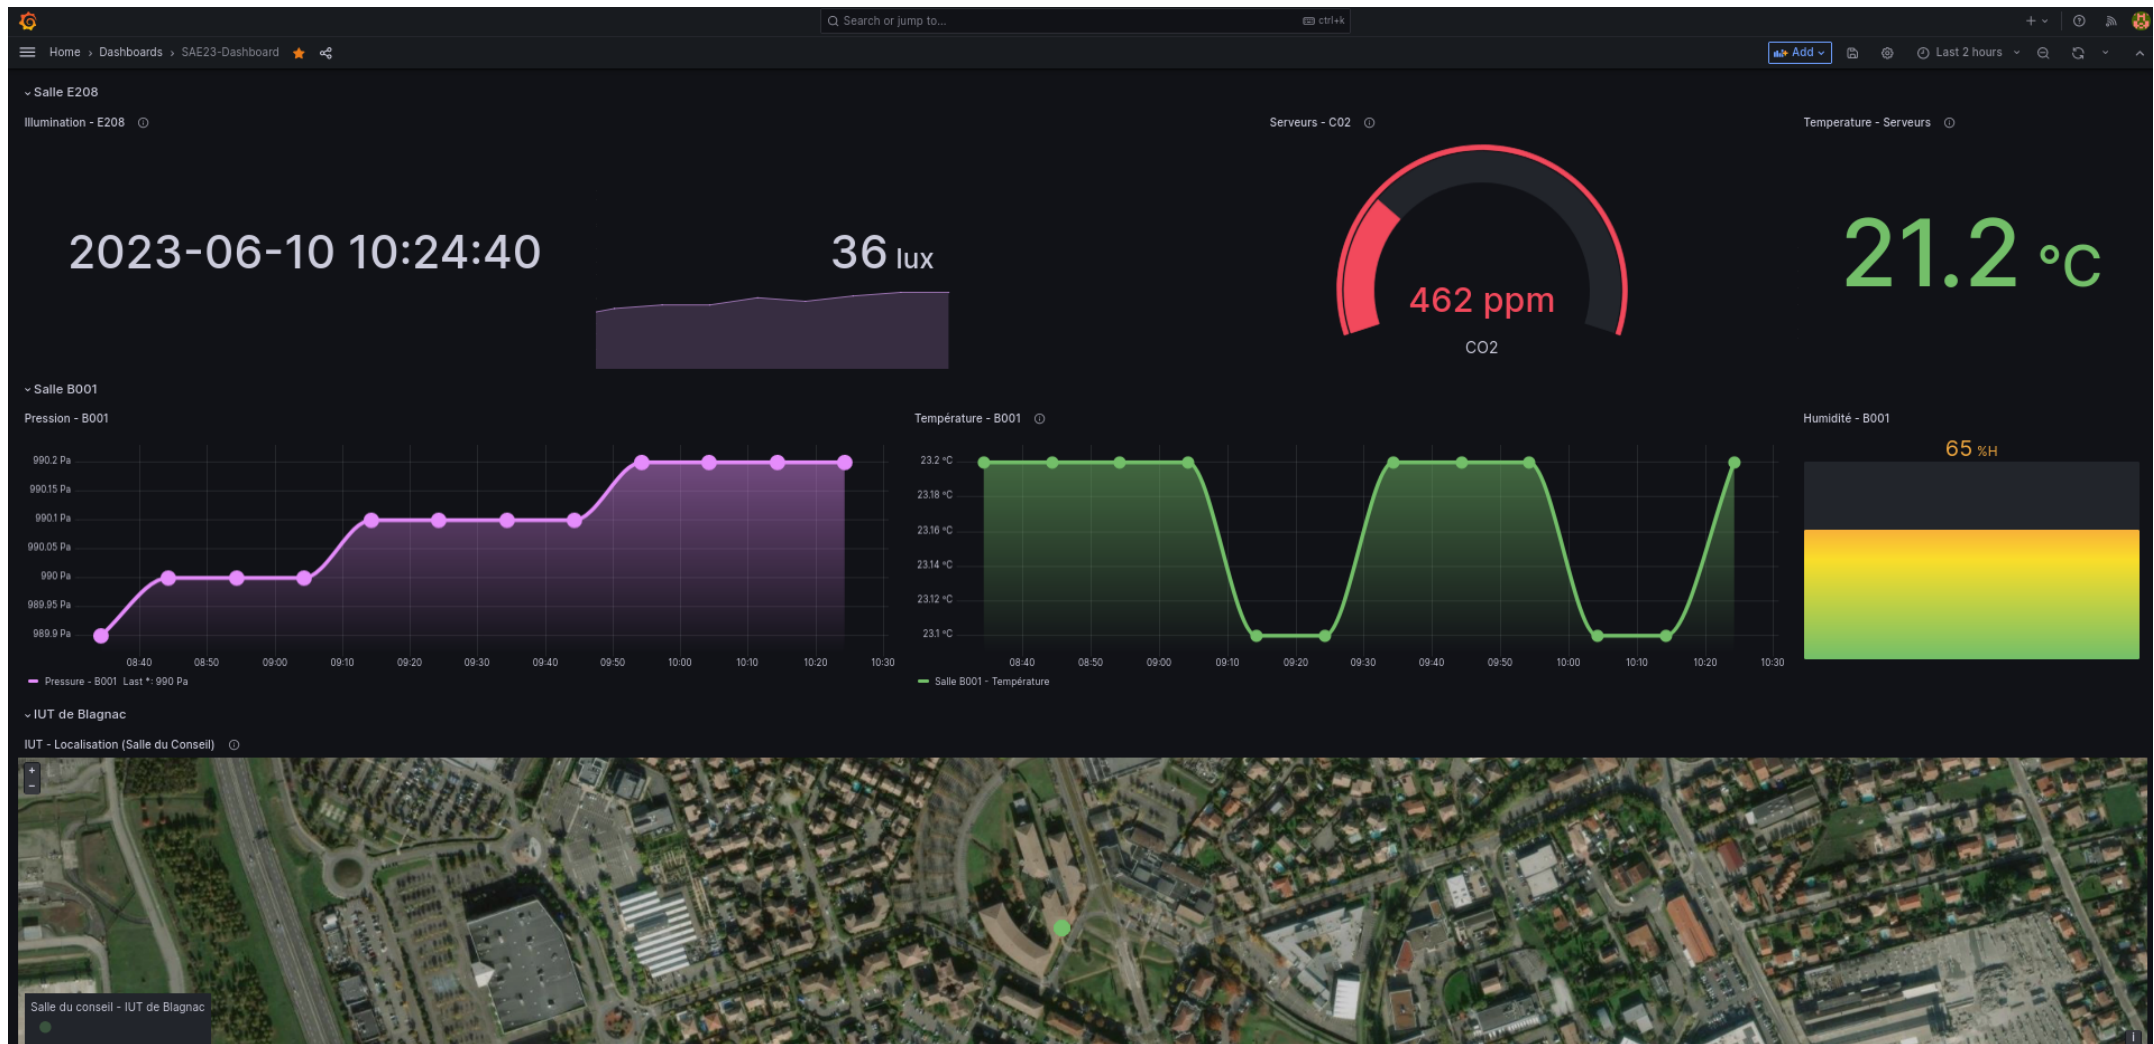 Search or jump to... ctrl+k
Home › Dashboards › SAE23-Dashboard
Add
Last 2 hours
Salle E208
Illumination - E208
2023-06-10 10:24:40
36 lux
Serveurs - C02
462 ppm
CO2
Temperature - Serveurs
21.2 °C
Salle B001
Pression - B001
990.2 Pa
990.15 Pa
990.1 Pa
990.05 Pa
990 Pa
989.95 Pa
989.9 Pa
08:40 08:50 09:00 09:10 09:20 09:30 09:40 09:50 10:00 10:10 10:20 10:30
Pressure - B001 Last *: 990 Pa
Température - B001
23.2 °C
23.18 °C
23.16 °C
23.14 °C
23.12 °C
23.1 °C
08:40 08:50 09:00 09:10 09:20 09:30 09:40 09:50 10:00 10:10 10:20 10:30
Salle B001 - Température
Humidité - B001
65 %H
IUT de Blagnac
IUT - Localisation (Salle du Conseil)
+
−
Salle du conseil - IUT de Blagnac
i